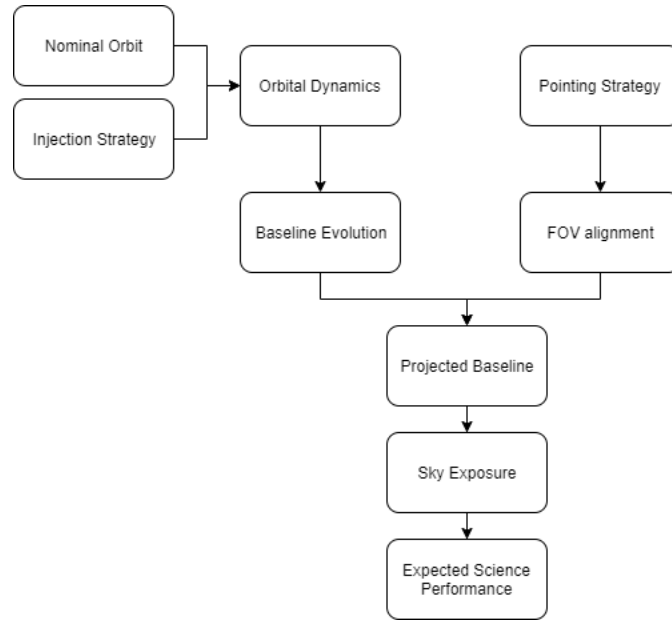 Nominal Orbit
Injection Strategy
Orbital Dynamics
Pointing Strategy
Baseline Evolution
FOV alignment
Projected Baseline
Sky Exposure
Expected Science
Performance